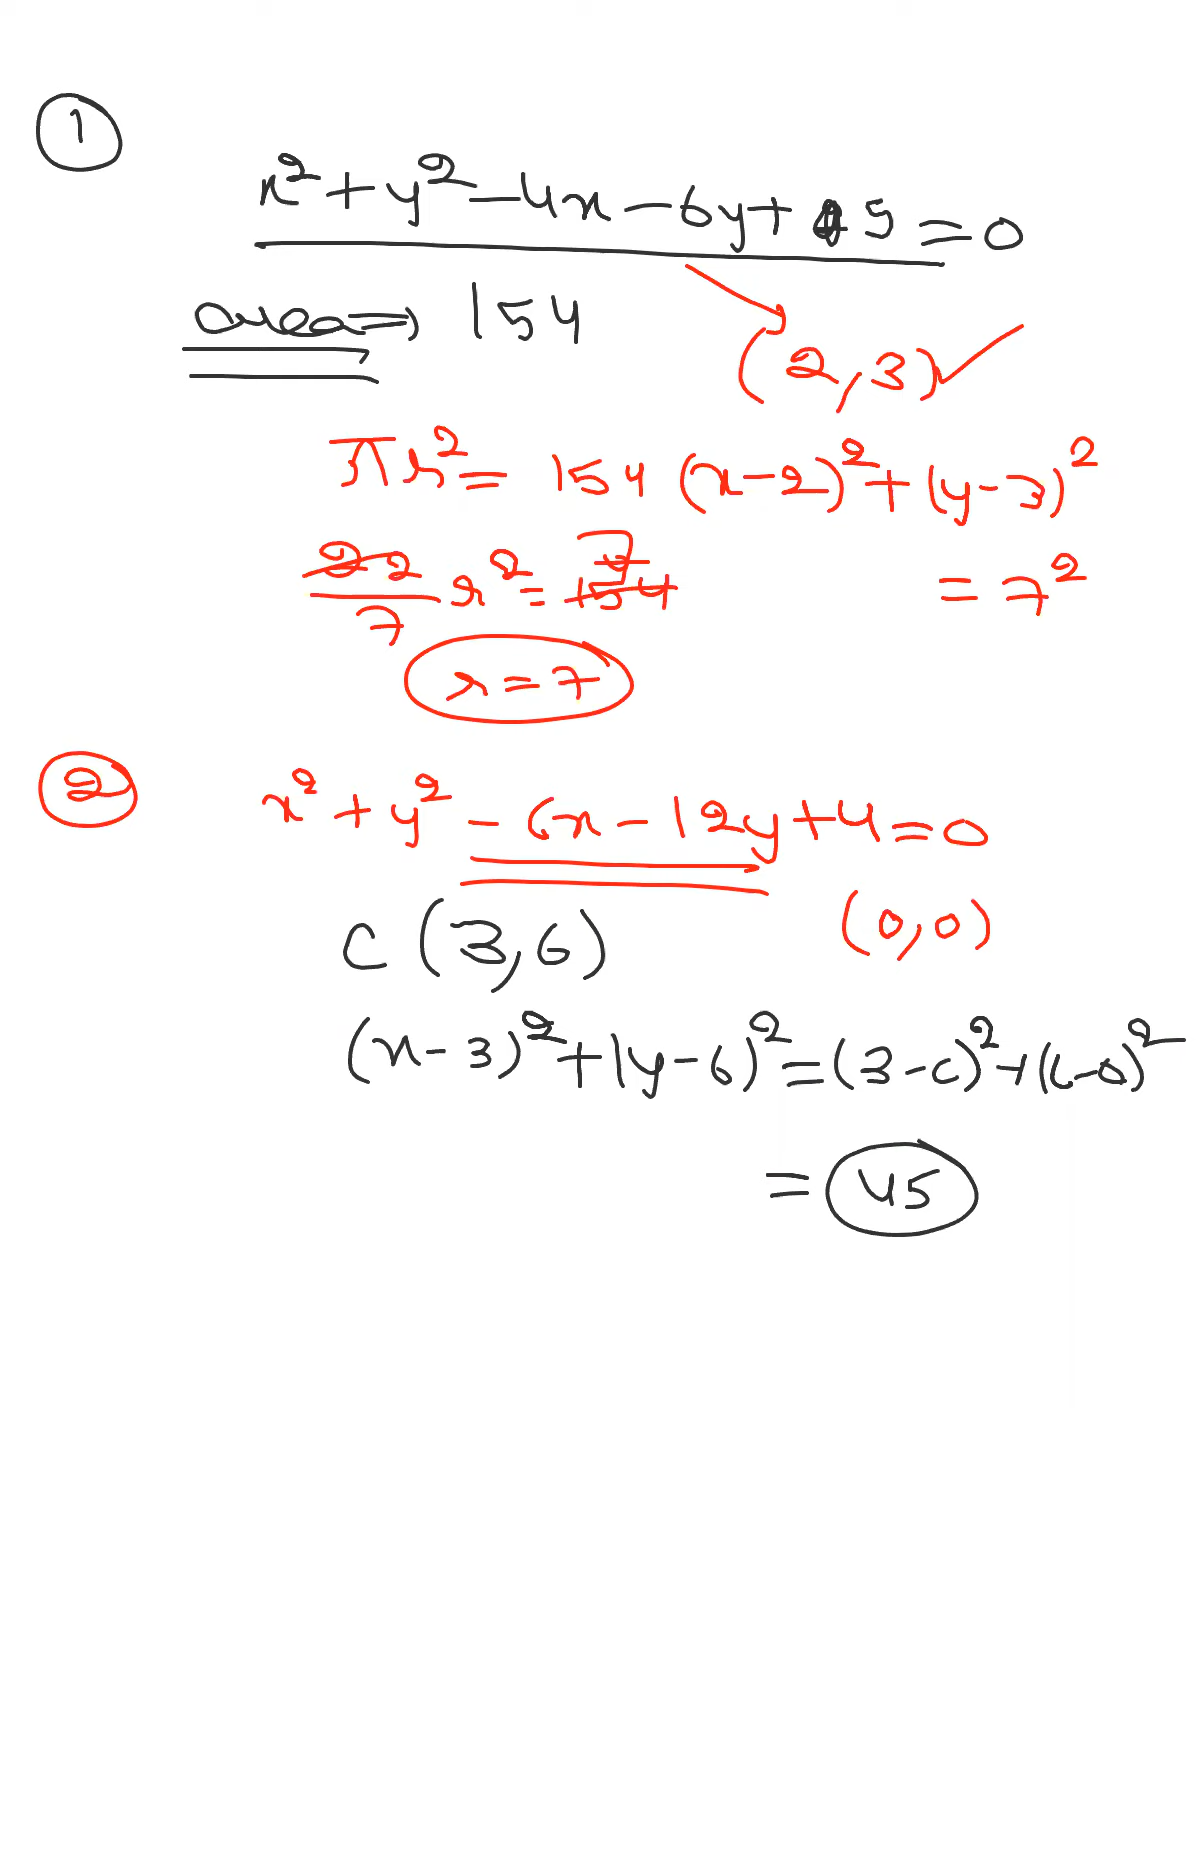 1
x² + y² - 4x - 6y + 5 = 0
area ⇒ 154
(2,3) ✓
πr² = 154 (x-2)² + (y-3)²
22/7 r² = 154 7 = 7²
r = 7
2
x² + y² - 6x - 12y + 4 = 0
C (3,6) (0,0)
(x-3)² + (y-6)² = (3-0)² + (6-0)²
= 45